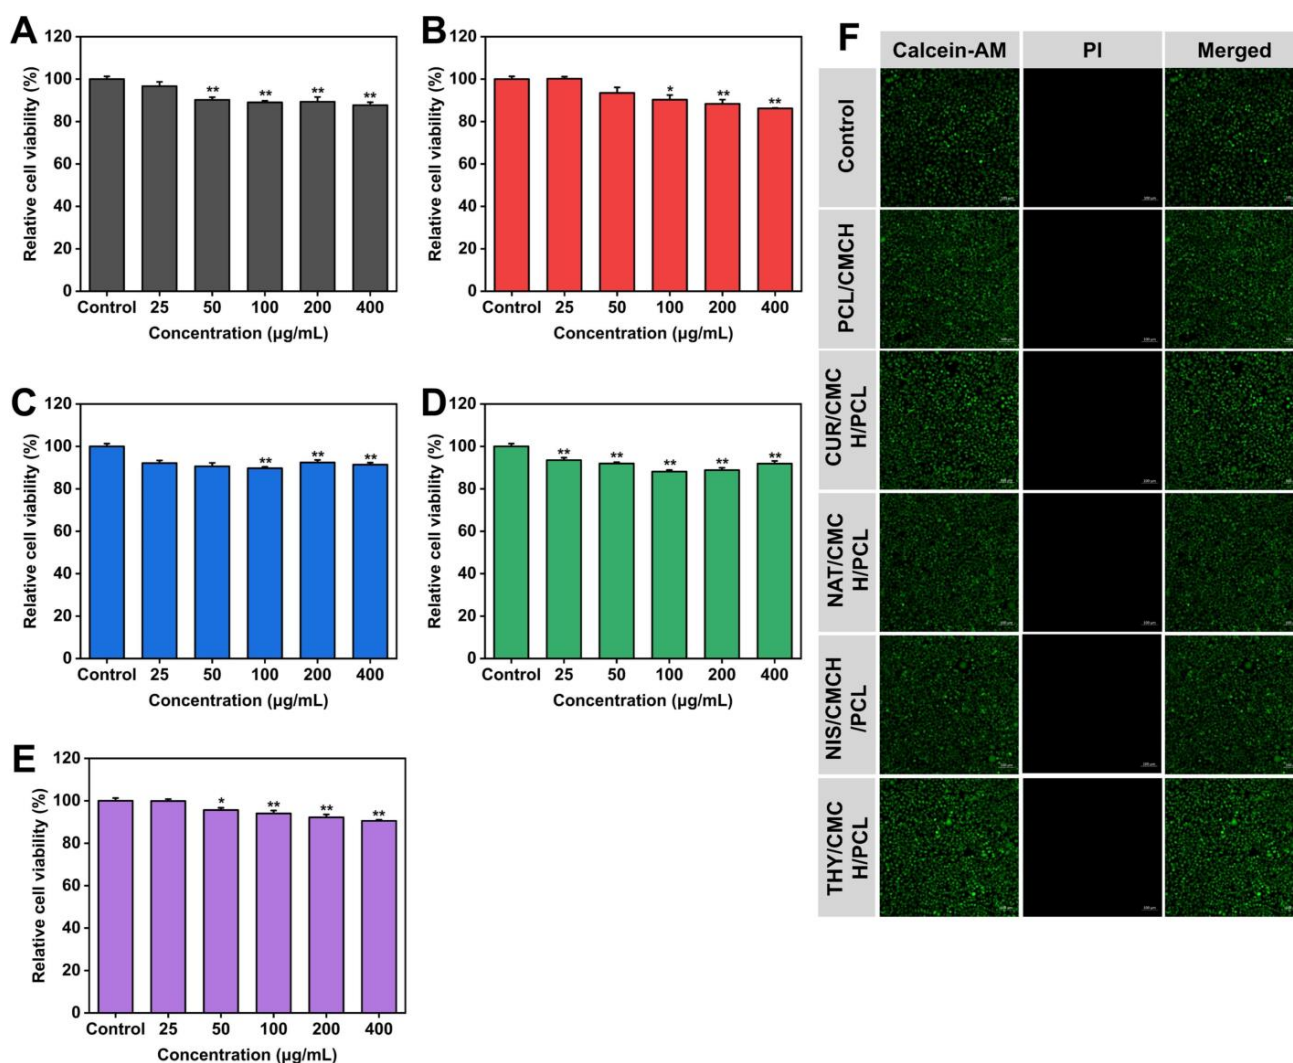 A
Relative cell viability (%)
120
100
80
60
40
20
0
**
**
**
**
Control 25 50 100 200 400
Concentration (µg/mL)
B
Relative cell viability (%)
120
100
80
60
40
20
0
*
**
**
Control 25 50 100 200 400
Concentration (µg/mL)
C
Relative cell viability (%)
120
100
80
60
40
20
0
**
**
**
Control 25 50 100 200 400
Concentration (µg/mL)
D
Relative cell viability (%)
120
100
80
60
40
20
0
**
**
**
**
**
Control 25 50 100 200 400
Concentration (µg/mL)
E
Relative cell viability (%)
120
100
80
60
40
20
0
*
**
**
**
Control 25 50 100 200 400
Concentration (µg/mL)
F
Calcein-AM PI Merged
Control
PCL/CMCH
CUR/CMC
H/PCL
NAT/CMC
H/PCL
NIS/CMCH
/PCL
THY/CMC
H/PCL